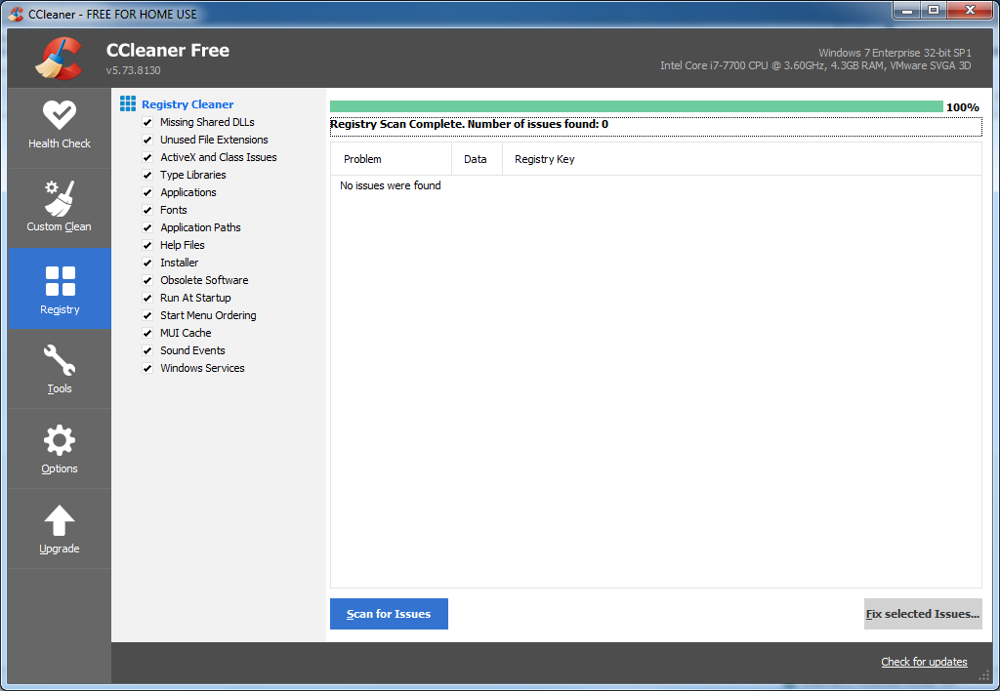 CCleaner - FREE FOR HOME USE
CCleaner Free
v5.73.8130
Windows 7 Enterprise 32-bit SP1
Intel Core i7-7700 CPU @ 3.60GHz, 4.3GB RAM, VMware SVGA 3D
Health Check
Custom Clean
Registry
Tools
Options
Upgrade
Registry Cleaner
Missing Shared DLLs
Unused File Extensions
ActiveX and Class Issues
Type Libraries
Applications
Fonts
Application Paths
Help Files
Installer
Obsolete Software
Run At Startup
Start Menu Ordering
MUI Cache
Sound Events
Windows Services
100%
Registry Scan Complete. Number of issues found: 0
Problem Data Registry Key
No issues were found
Scan for Issues
Fix selected Issues...
Check for updates